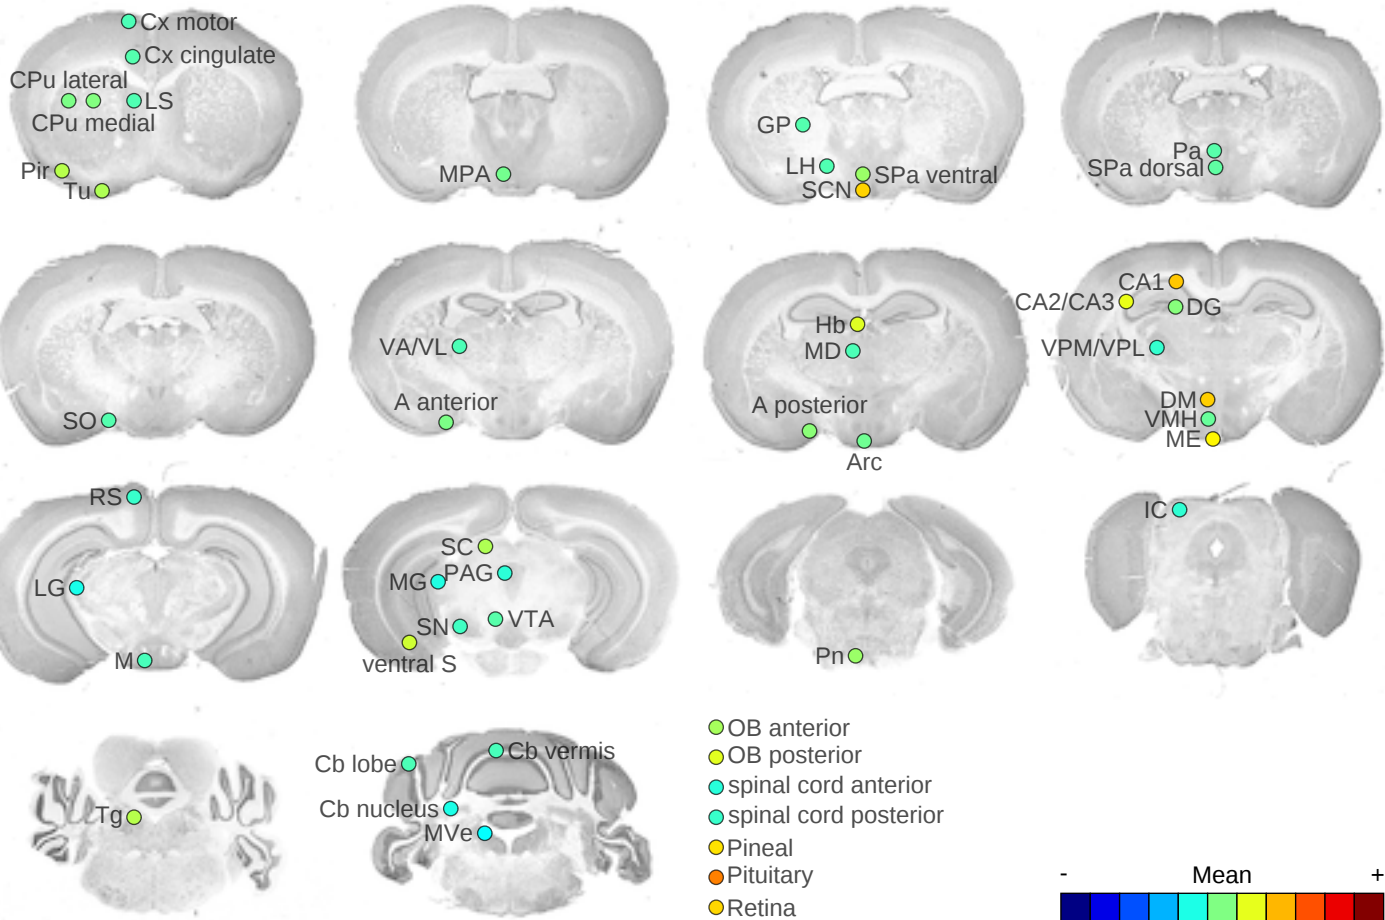 Cx motor
Cx cingulate
CPu lateral
LS
CPu medial
Pir
Tu
MPA
GP
LH
SPa ventral
SCN
Pa
SPa dorsal
SO
VA/VL
A anterior
Hb
MD
A posterior
Arc
CA1
CA2/CA3
DG
VPM/VPL
DM
VMH
ME
RS
LG
M
SC
MG
PAG
SN
VTA
ventral S
Pn
IC
Tg
Cb lobe
Cb vermis
Cb nucleus
MVe
OB anterior
OB posterior
spinal cord anterior
spinal cord posterior
Pineal
Pituitary
Retina
- Mean +